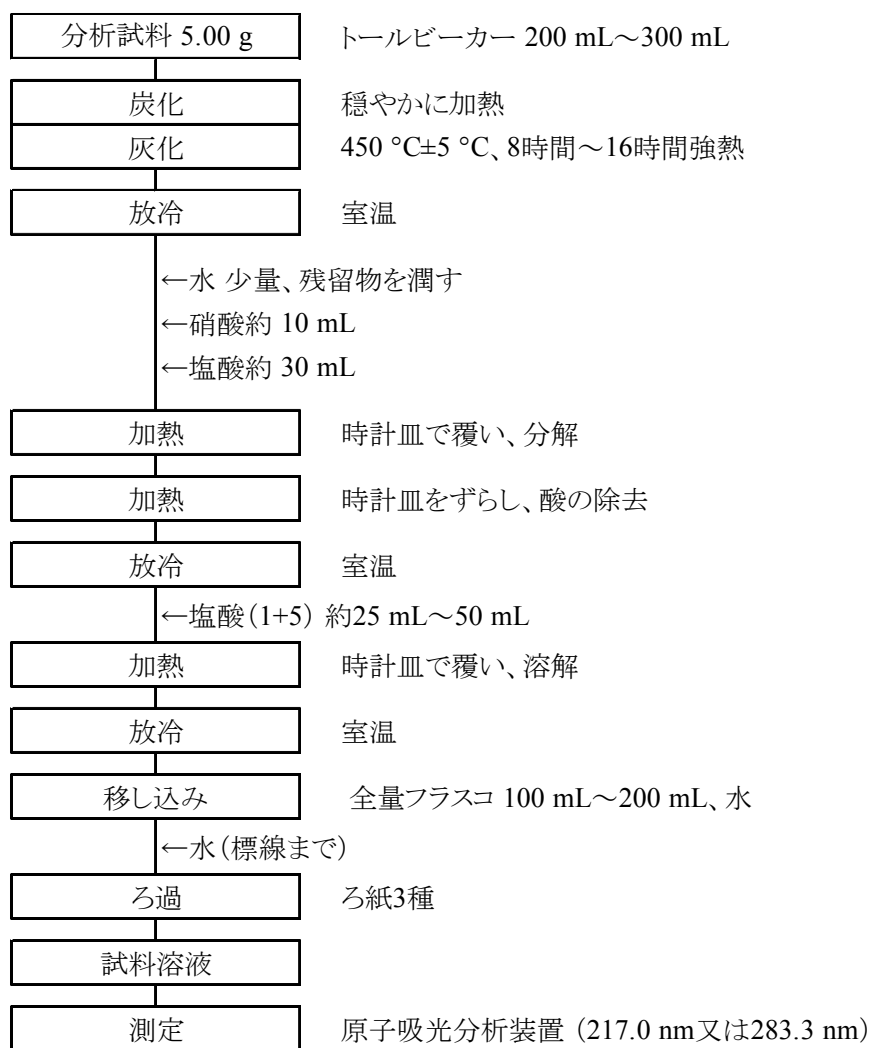 分析試料 5.00 g トールビーカー 200 mL～300 mL
炭化 穏やかに加熱
灰化 450 °C±5 °C、8時間～16時間強熱
放冷 室温
←水 少量、残留物を潤す
←硝酸約 10 mL
←塩酸約 30 mL
加熱 時計皿で覆い、分解
加熱 時計皿をずらし、酸の除去
放冷 室温
←塩酸（1+5） 約25 mL～50 mL
加熱 時計皿で覆い、溶解
放冷 室温
移し込み 全量フラスコ 100 mL～200 mL、水
←水（標線まで）
ろ過 ろ紙3種
試料溶液
測定 原子吸光分析装置 （217.0 nm又は283.3 nm）